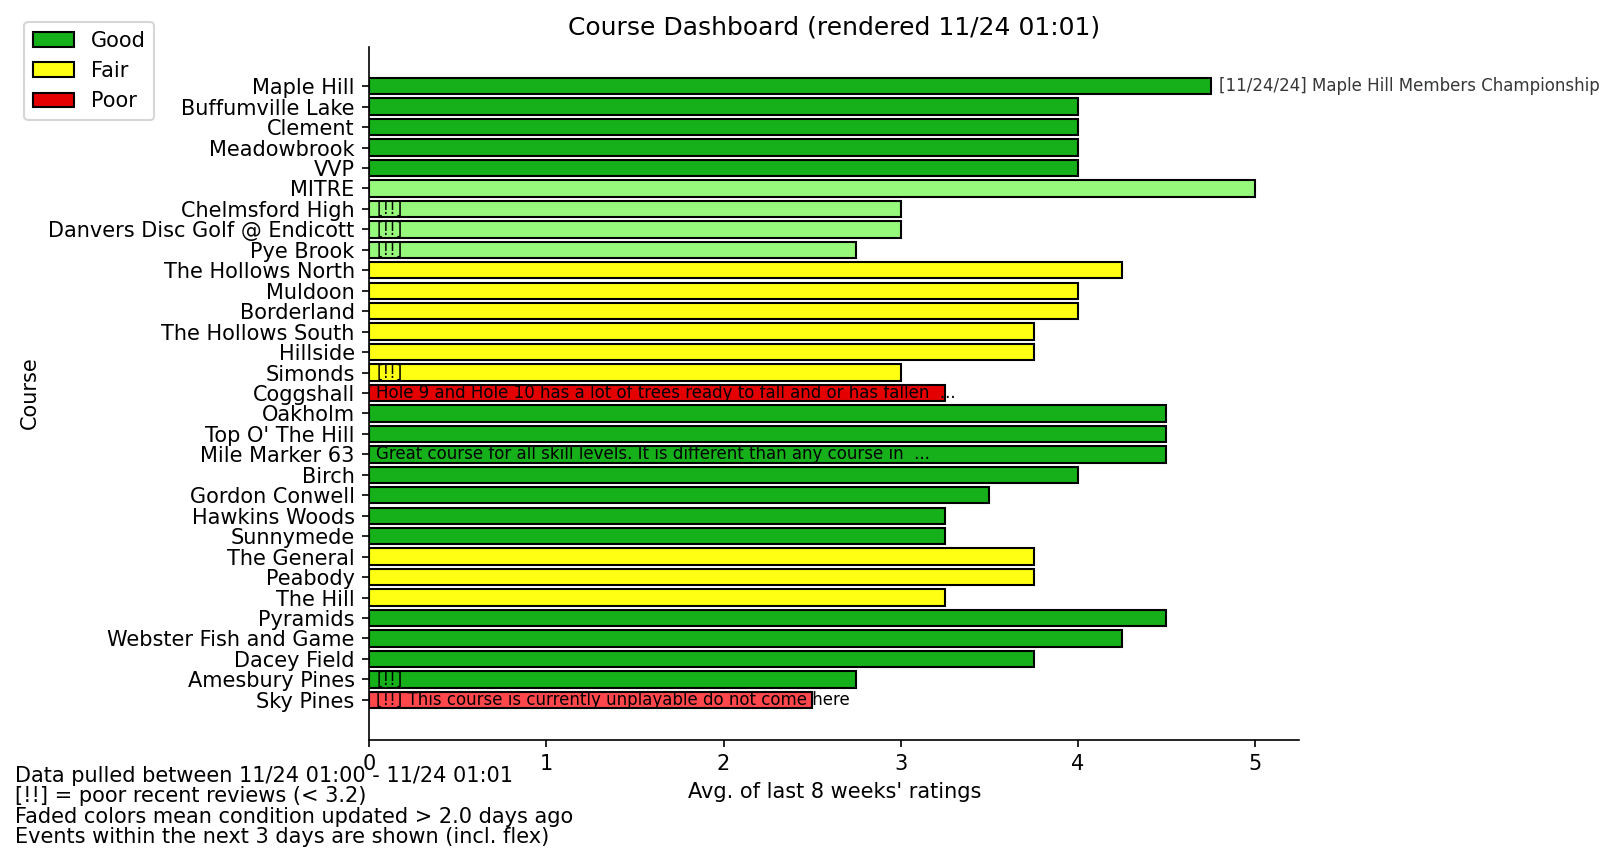 Course Dashboard (rendered 11/24 01:01)
Good
Fair
Poor
Maple Hill
[11/24/24] Maple Hill Members Championship
Buffumville Lake
Clement
Meadowbrook
VVP
MITRE
Chelmsford High
[!!]
Danvers Disc Golf @ Endicott
[!!]
Pye Brook
[!!]
The Hollows North
Muldoon
Borderland
The Hollows South
Hillside
Simonds
[!!]
Coggshall
Hole 9 and Hole 10 has a lot of trees ready to fall and or has fallen ...
Oakholm
Top O' The Hill
Mile Marker 63
Great course for all skill levels. It is different than any course in ...
Birch
Gordon Conwell
Hawkins Woods
Sunnymede
The General
Peabody
The Hill
Pyramids
Webster Fish and Game
Dacey Field
Amesbury Pines
[!!]
Sky Pines
[!!] This course is currently unplayable do not come here
Course
0 1 2 3 4 5
Avg. of last 8 weeks' ratings
Data pulled between 11/24 01:00 - 11/24 01:01
[!!] = poor recent reviews (< 3.2)
Faded colors mean condition updated > 2.0 days ago
Events within the next 3 days are shown (incl. flex)